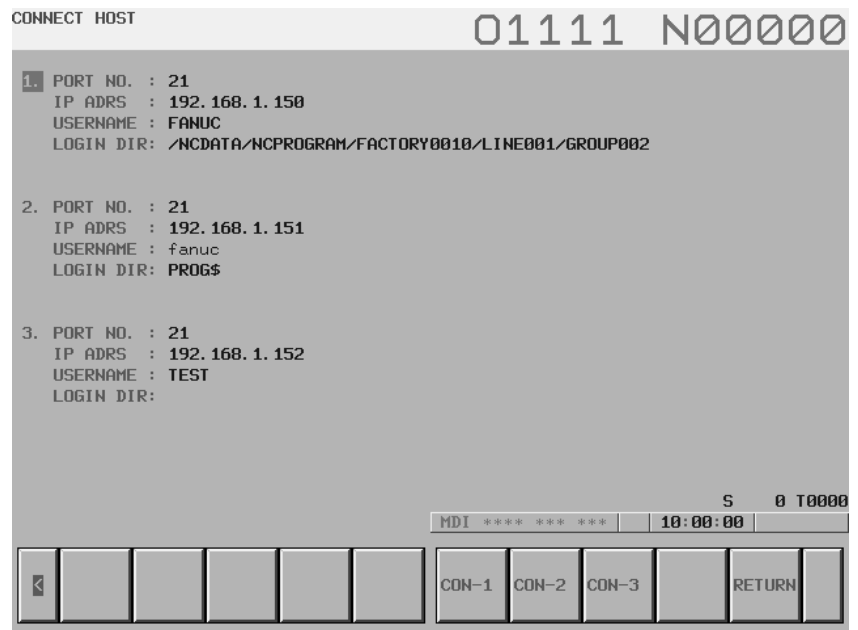 CONNECT HOST O1111 N00000
1. PORT NO. : 21
IP ADRS : 192.168.1.150
USERNAME : FANUC
LOGIN DIR: /NCDATA/NCPROGRAM/FACTORY0010/LINE001/GROUP002
2. PORT NO. : 21
IP ADRS : 192.168.1.151
USERNAME : fanuc
LOGIN DIR: PROG$
3. PORT NO. : 21
IP ADRS : 192.168.1.152
USERNAME : TEST
LOGIN DIR:
S 0 T0000
MDI **** *** *** 10:00:00
< CON-1 CON-2 CON-3 RETURN